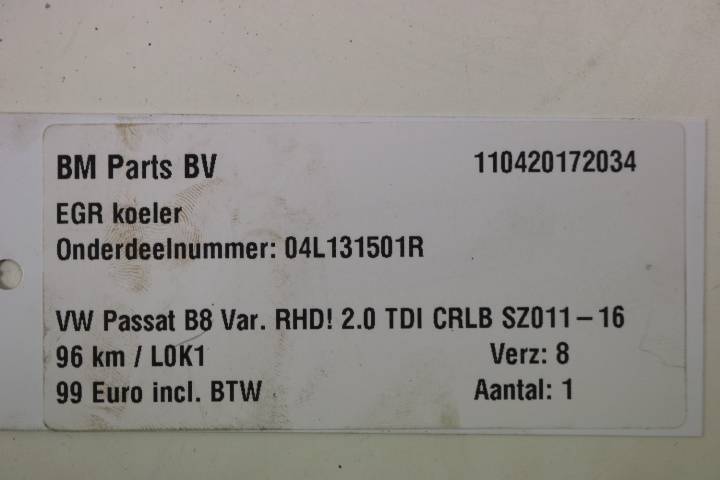 BM Parts BV 110420172034
EGR koeler
Onderdeelnummer: 04L131501R
VW Passat B8 Var. RHD! 2.0 TDI CRLB SZ011-16
96 km / L0K1 Verz: 8
99 Euro incl. BTW Aantal: 1